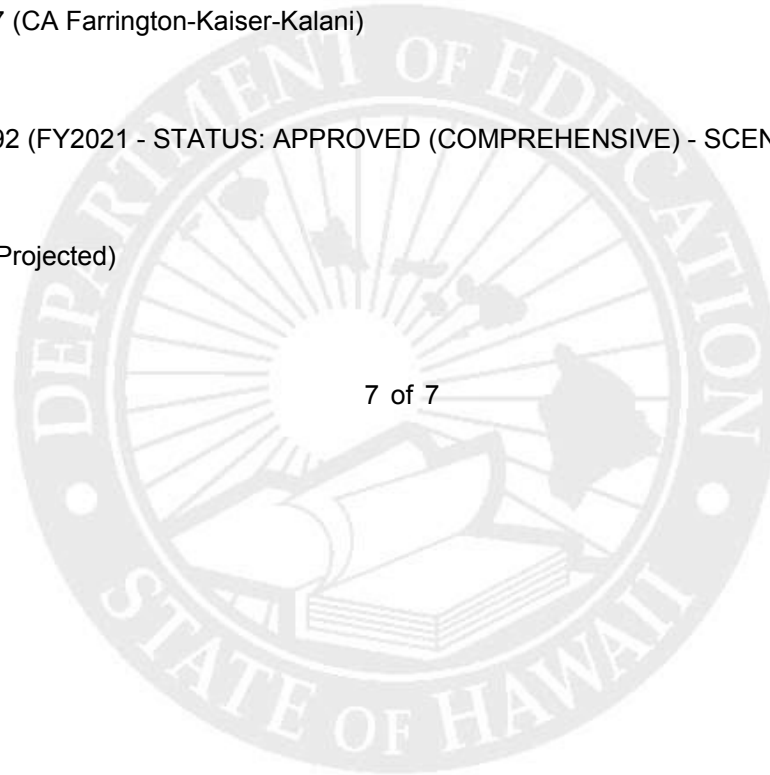 7 (CA Farrington-Kaiser-Kalani)
92 (FY2021 - STATUS: APPROVED (COMPREHENSIVE) - SCEN
Projected)
7 of 7
DEPARTMENT OF EDUCATION
STATE OF HAWAII